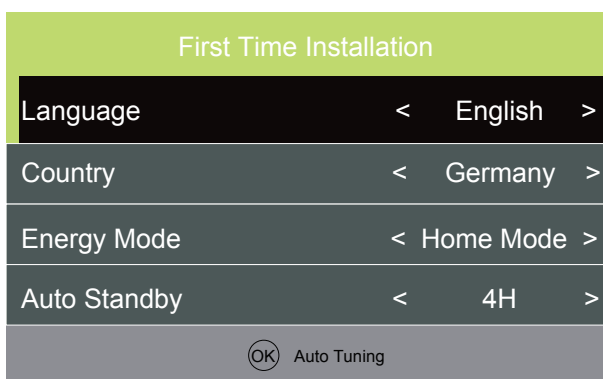 First Time Installation
Language < English >
Country < Germany >
Energy Mode < Home Mode >
Auto Standby < 4H >
OK Auto Tuning